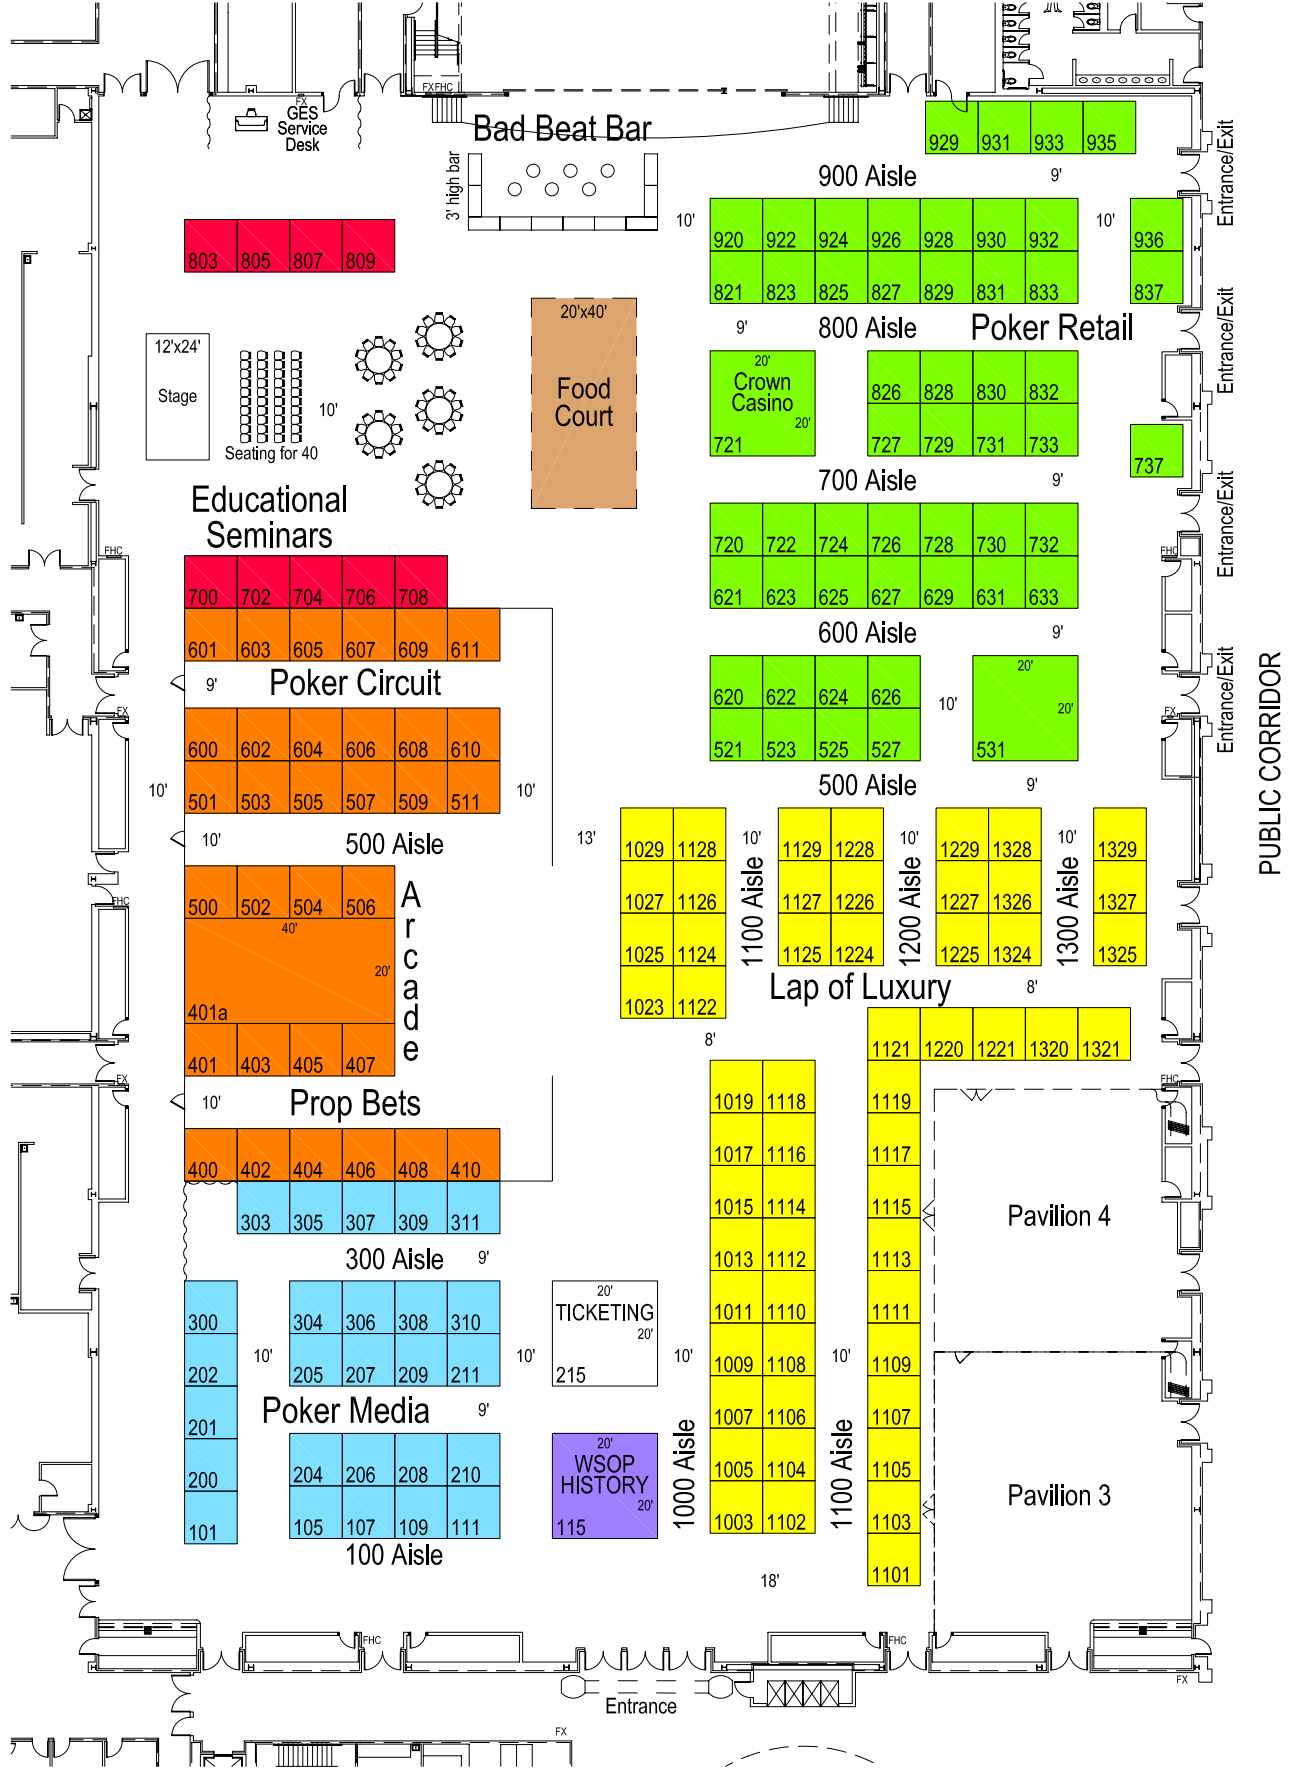 FX FHC
FX
GES
Service
Desk
Bad Beat Bar
3' high bar
929 931 933 935
Entrance/Exit
900 Aisle 9'
10' 10'
920 922 924 926 928 930 932 936
803 805 807 809
821 823 825 827 829 831 833 837
20'x40'
9' 800 Aisle Poker Retail
Entrance/Exit
12'x24'
Stage
10'
Seating for 40
Food
Court
20'
Crown
Casino
20'
721
826 828 830 832
727 729 731 733
737
700 Aisle 9'
Entrance/Exit
Educational
Seminars
FHC
FHC
720 722 724 726 728 730 732
700 702 704 706 708
621 623 625 627 629 631 633
601 603 605 607 609 611
600 Aisle 9'
9' Poker Circuit
Entrance/Exit
FX
FX
PUBLIC CORRIDOR
620 622 624 626
10'
20'
20'
531
600 602 604 606 608 610
521 523 525 527
501 503 505 507 509 511
10' 10'
500 Aisle 9'
10' 500 Aisle
13' 10' 10' 10'
1029 1128 1129 1228 1229 1328 1329
1027 1126 1127 1226 1227 1326 1327
1025 1124 1125 1224 1225 1324 1325
1023 1122
1100 Aisle
1200 Aisle
1300 Aisle
500 502 504 506
40'
20'
401a
Arcade
FHC
Lap of Luxury 8'
8'
401 403 405 407
1121 1220 1221 1320 1321
FX
FHC
10' Prop Bets
1019 1118 1119
1017 1116 1117
400 402 404 406 408 410
1015 1114 1115
303 305 307 309 311
Pavilion 4
1013 1112 1113
300 Aisle 9'
1011 1110 1111
300 304 306 308 310
20'
TICKETING
20'
215
202 10' 205 207 209 211 10' 10' 10'
1009 1108 1109
201 Poker Media 9'
1007 1106 1107
1000 Aisle
1100 Aisle
200 204 206 208 210
20'
WSOP
HISTORY
20'
115
1005 1104 1105
Pavilion 3
101 105 107 109 111
1003 1102 1103
100 Aisle
1101
18'
FHC
FHC
FX
Entrance
FX